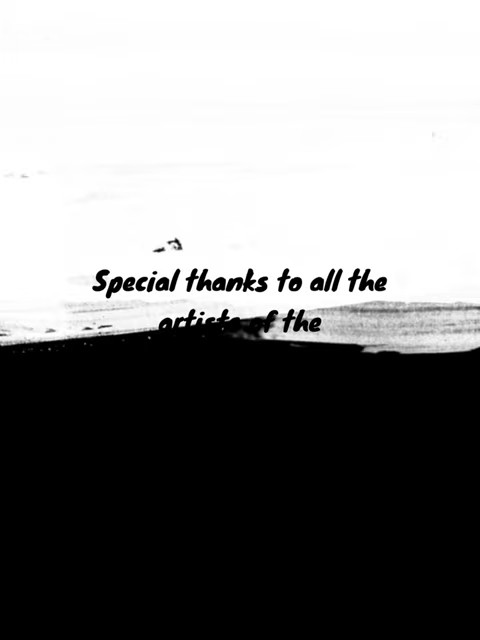 Special thanks to all the
artists of the